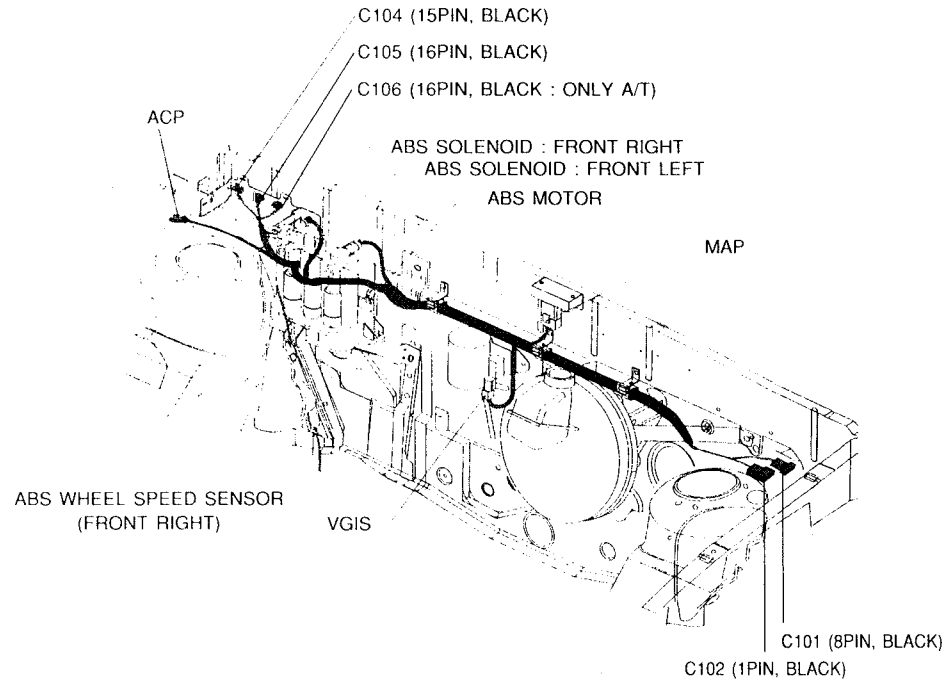 C104 (15PIN, BLACK)
C105 (16PIN, BLACK)
C106 (16PIN, BLACK : ONLY A/T)
ACP
ABS SOLENOID : FRONT RIGHT
ABS SOLENOID : FRONT LEFT
ABS MOTOR
MAP
ABS WHEEL SPEED SENSOR
(FRONT RIGHT)
VGIS
C101 (8PIN, BLACK)
C102 (1PIN, BLACK)